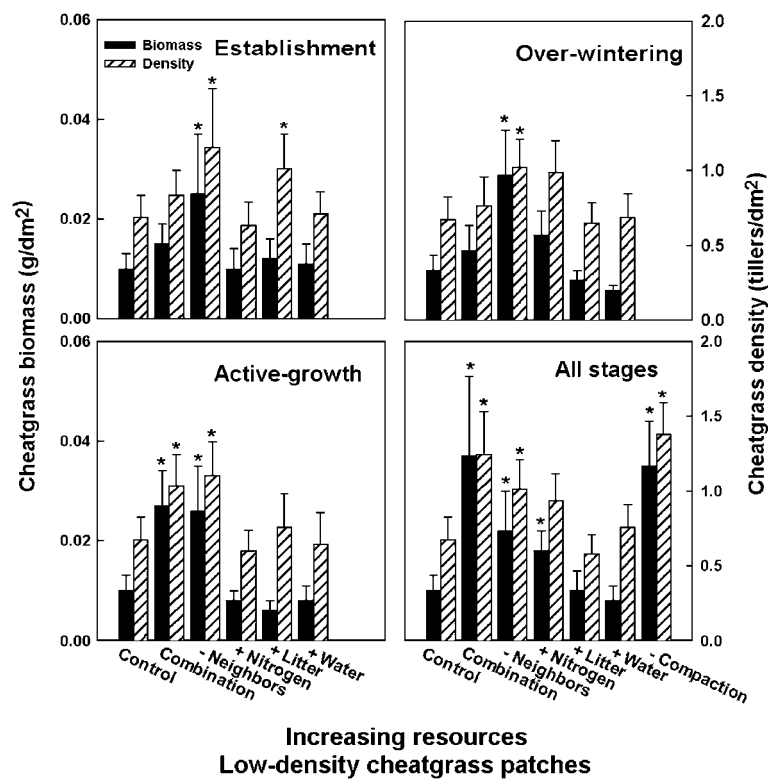 0.06
0.04
0.02
0.00
Biomass
Density
Establishment
*
*
*
Over-wintering
*
*
2.0
1.5
1.0
0.5
0.0
0.06
0.04
0.02
0.00
Active-growth
*
*
*
*
All stages
*
*
*
*
*
*
*
2.0
1.5
1.0
0.5
0.0
Cheatgrass biomass (g/dm2)
Cheatgrass density (tillers/dm2)
Control
Combination
- Neighbors
+ Nitrogen
+ Litter
+ Water
Control
Combination
- Neighbors
+ Nitrogen
+ Litter
+ Water
- Compaction
Increasing resources
Low-density cheatgrass patches